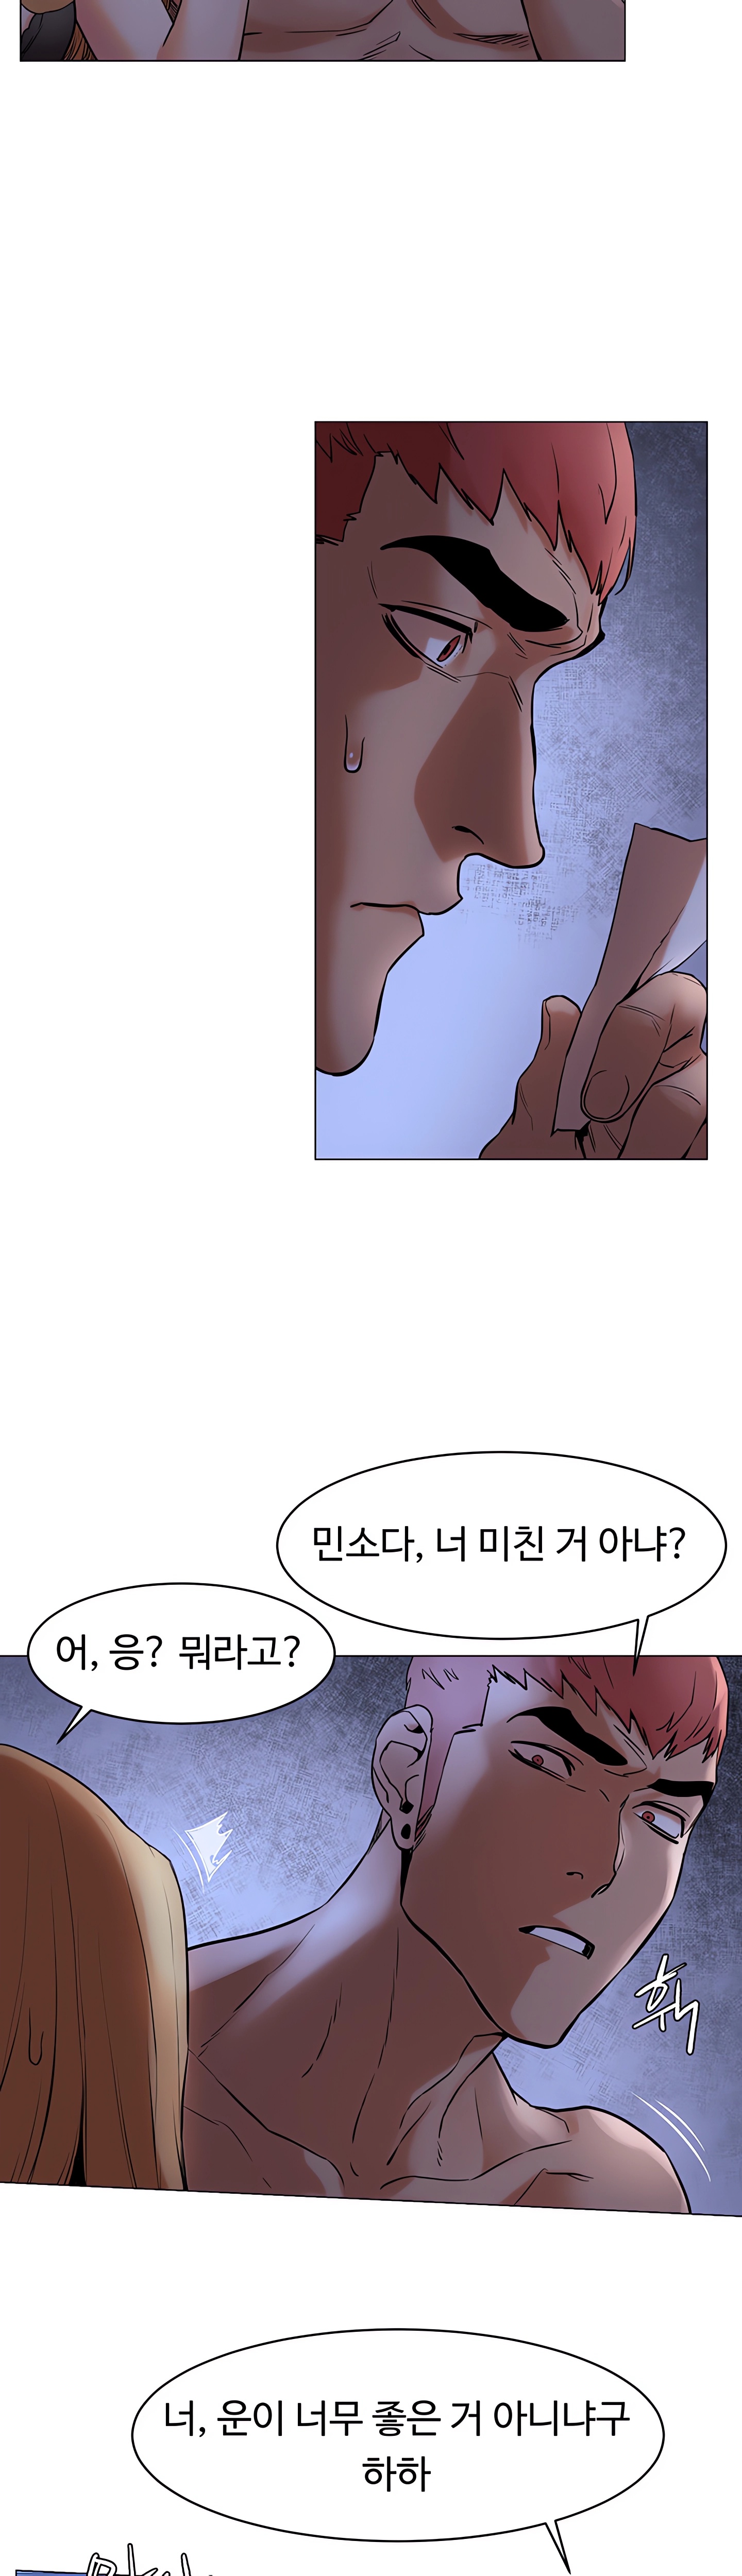 민소다, 너 미친 거 아냐?
어, 응? 뭐라고?
휙
너, 운이 너무 좋은 거 아니냐구
하하